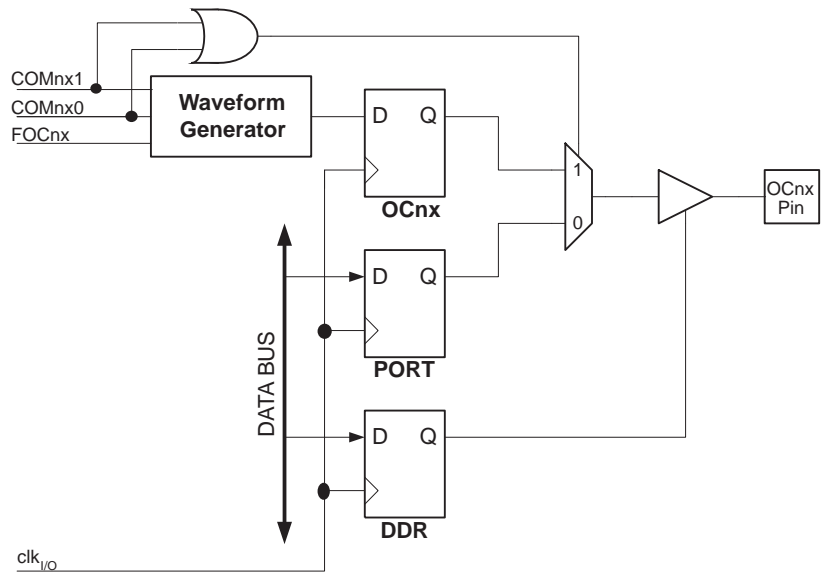 COMnx1
COMnx0
FOCnx
Waveform
Generator
D Q
OCnx
1
0
OCnx
Pin
D Q
PORT
D Q
DDR
DATA BUS
clkI/O